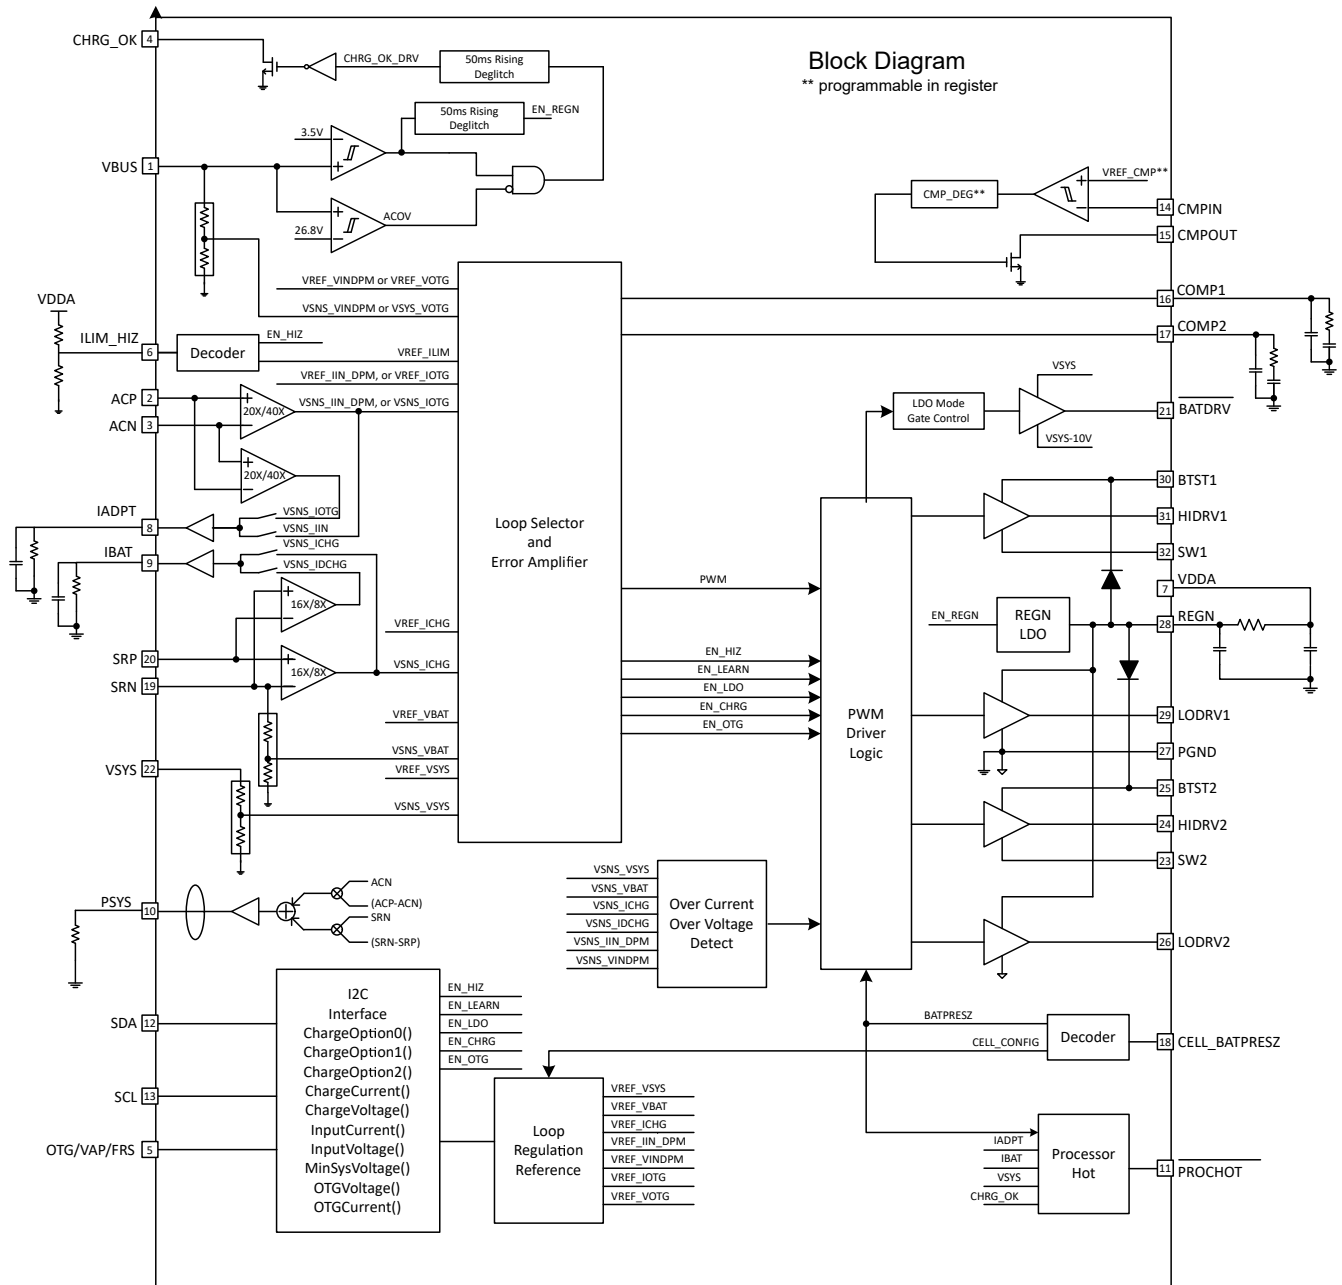 Block Diagram
** programmable in register
CHRG_OK
4
CHRG_OK_DRV
50ms Rising
Deglitch
50ms Rising
Deglitch
EN_REGN
3.5V
VBUS
1
ACOV
26.8V
VREF_CMP**
CMP_DEG**
14
CMPIN
15
CMPOUT
VREF_VINDPM or VREF_VOTG
VSNS_VINDPM or VSYS_VOTG
VDDA
ILIM_HIZ
6
Decoder
EN_HIZ
VREF_ILIM
VREF_IIN_DPM, or VREF_IOTG
ACP
2
20X/40X
VSNS_IIN_DPM, or VSNS_IOTG
ACN
3
20X/40X
IADPT
8
VSNS_IOTG
VSNS_IIN
IBAT
9
VSNS_ICHG
VSNS_IDCHG
16X/8X
VREF_ICHG
SRP
20
16X/8X
VSNS_ICHG
SRN
19
VREF_VBAT
VSNS_VBAT
VSYS
22
VREF_VSYS
VSNS_VSYS
Loop Selector
and
Error Amplifier
16
COMP1
17
COMP2
VSYS
LDO Mode
Gate Control
21
BATDRV
VSYS-10V
30
BTST1
31
HIDRV1
32
SW1
7
VDDA
PWM
EN_REGN
REGN
LDO
28
REGN
EN_HIZ
EN_LEARN
EN_LDO
EN_CHRG
EN_OTG
PWM
Driver
Logic
29
LODRV1
27
PGND
25
BTST2
24
HIDRV2
23
SW2
26
LODRV2
VSNS_VSYS
VSNS_VBAT
VSNS_ICHG
VSNS_IDCHG
VSNS_IIN_DPM
VSNS_VINDPM
Over Current
Over Voltage
Detect
PSYS
10
ACN
(ACP-ACN)
SRN
(SRN-SRP)
I2C
Interface
ChargeOption0()
ChargeOption1()
ChargeOption2()
ChargeCurrent()
ChargeVoltage()
InputCurrent()
InputVoltage()
MinSysVoltage()
OTGVoltage()
OTGCurrent()
EN_HIZ
EN_LEARN
EN_LDO
EN_CHRG
EN_OTG
SDA
12
SCL
13
OTG/VAP/FRS
5
BATPRESZ
CELL_CONFIG
Decoder
18
CELL_BATPRESZ
Loop
Regulation
Reference
VREF_VSYS
VREF_VBAT
VREF_ICHG
VREF_IIN_DPM
VREF_VINDPM
VREF_IOTG
VREF_VOTG
IADPT
IBAT
VSYS
CHRG_OK
Processor
Hot
11
PROCHOT